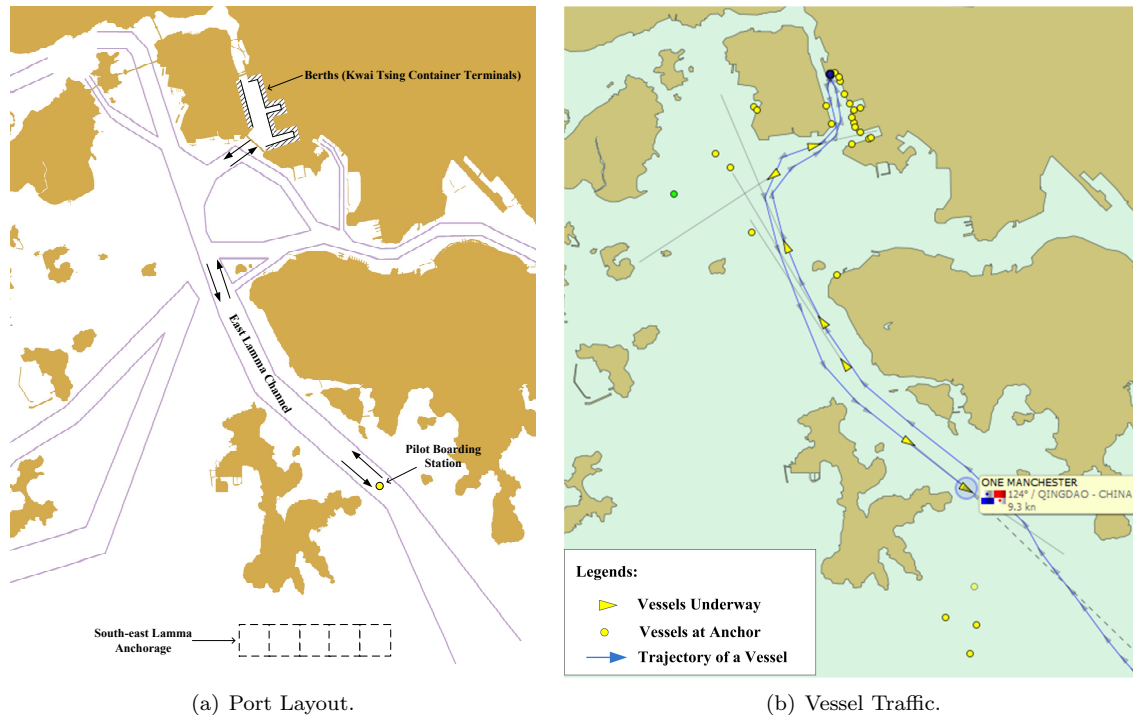 Berths (Kwai Tsing Container Terminals)
East Lamma Channel
Pilot Boarding
Station
South-east Lamma
Anchorage
(a) Port Layout.
ONE MANCHESTER
124° / QINGDAO - CHINA
9.3 kn
Legends:
Vessels Underway
Vessels at Anchor
Trajectory of a Vessel
(b) Vessel Traffic.